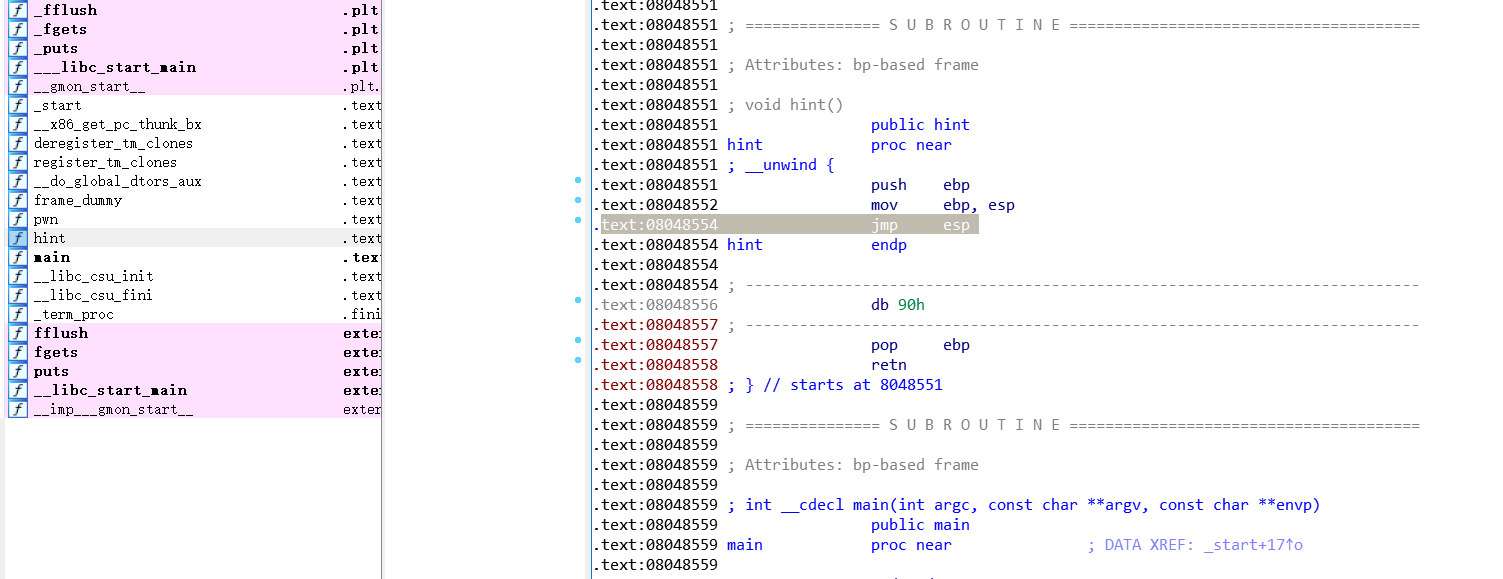 _fflush .plt
_fgets .plt
_puts .plt
___libc_start_main .plt
__gmon_start__ .plt.
_start .text
__x86_get_pc_thunk_bx .text
deregister_tm_clones .text
register_tm_clones .text
__do_global_dtors_aux .text
frame_dummy .text
pwn .text
hint .text
main .tex
__libc_csu_init .text
__libc_csu_fini .text
_term_proc .fini
fflush exte
fgets exte
puts exte
__libc_start_main exte
__imp___gmon_start__ exter
.text:08048551
.text:08048551 ; =============== S U B R O U T I N E =======================================
.text:08048551
.text:08048551 ; Attributes: bp-based frame
.text:08048551
.text:08048551 ; void hint()
.text:08048551 public hint
.text:08048551 hint proc near
.text:08048551 ; __unwind {
.text:08048551 push ebp
.text:08048552 mov ebp, esp
.text:08048554 jmp esp
.text:08048554 hint endp
.text:08048554
.text:08048554 ; ---------------------------------------------------------------------------
.text:08048556 db 90h
.text:08048557 ; ---------------------------------------------------------------------------
.text:08048557 pop ebp
.text:08048558 retn
.text:08048558 ; } // starts at 8048551
.text:08048559
.text:08048559 ; =============== S U B R O U T I N E =======================================
.text:08048559
.text:08048559 ; Attributes: bp-based frame
.text:08048559
.text:08048559 ; int __cdecl main(int argc, const char **argv, const char **envp)
.text:08048559 public main
.text:08048559 main proc near ; DATA XREF: _start+17↑o
.text:08048559